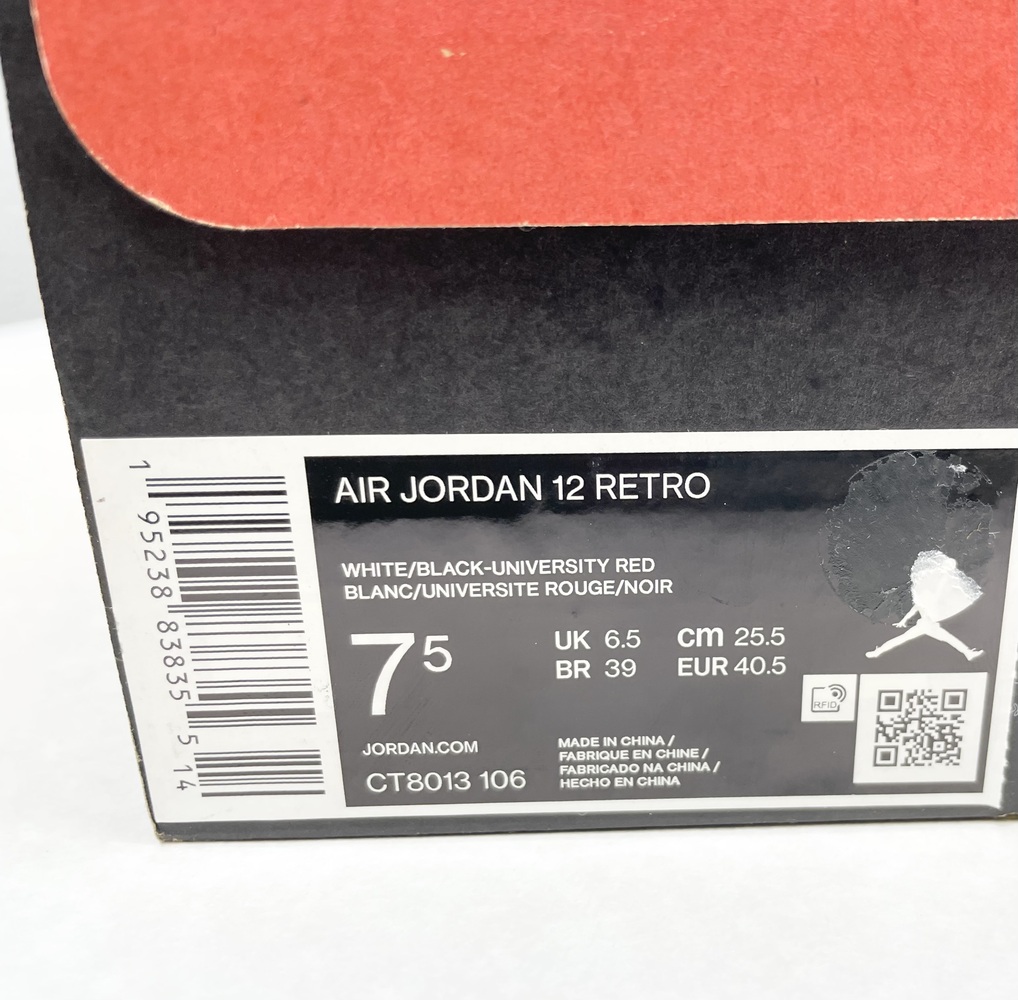 1 95238 83835 5 14
AIR JORDAN 12 RETRO
WHITE/BLACK-UNIVERSITY RED
BLANC/UNIVERSITE ROUGE/NOIR
7 5
UK 6.5 cm 25.5
BR 39 EUR 40.5
RFID
JORDAN.COM
CT8013 106
MADE IN CHINA /
FABRIQUE EN CHINE /
FABRICADO NA CHINA /
HECHO EN CHINA